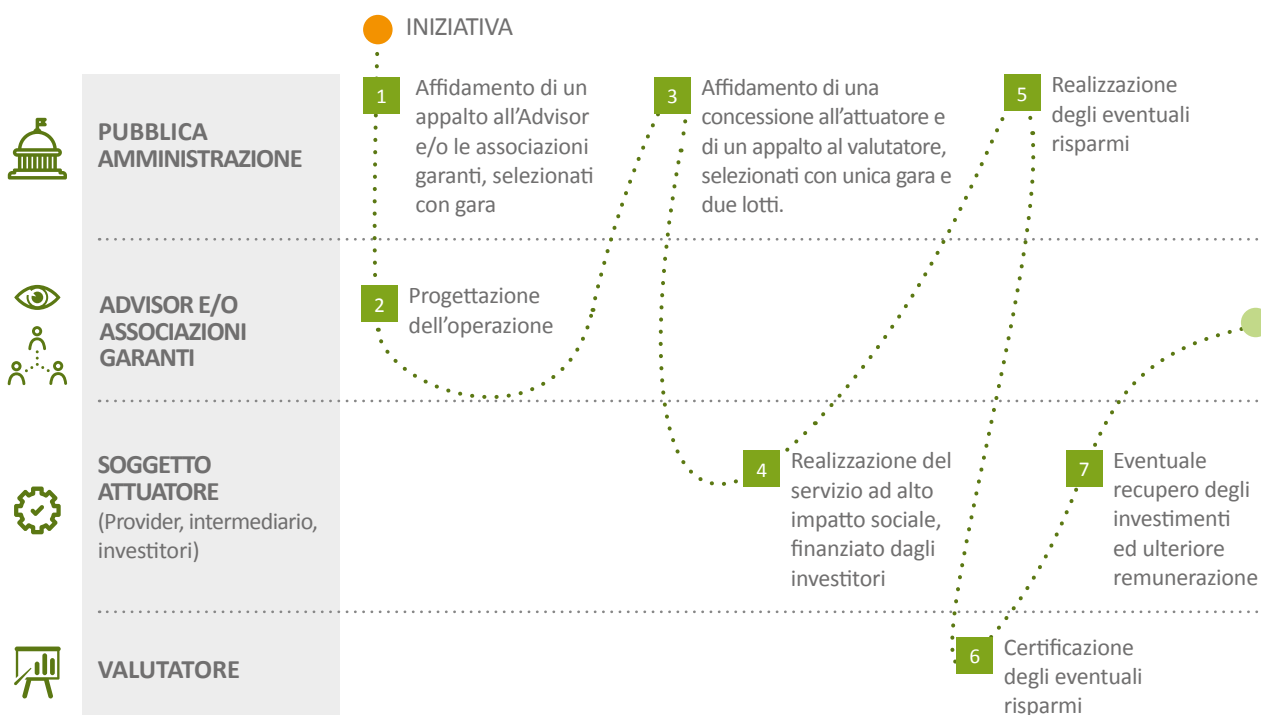 INIZIATIVA
PUBBLICA
AMMINISTRAZIONE
1
Affidamento di un
appalto all'Advisor
e/o le associazioni
garanti, selezionati
con gara
3
Affidamento di una
concessione all'attuatore e
di un appalto al valutatore,
selezionati con unica gara e
due lotti.
5
Realizzazione
degli eventuali
risparmi
ADVISOR E/O
ASSOCIAZIONI
GARANTI
2
Progettazione
dell'operazione
SOGGETTO
ATTUATORE
(Provider, intermediario,
investitori)
4
Realizzazione del
servizio ad alto
impatto sociale,
finanziato dagli
investitori
7
Eventuale
recupero degli
investimenti
ed ulteriore
remunerazione
VALUTATORE
6
Certificazione
degli eventuali
risparmi